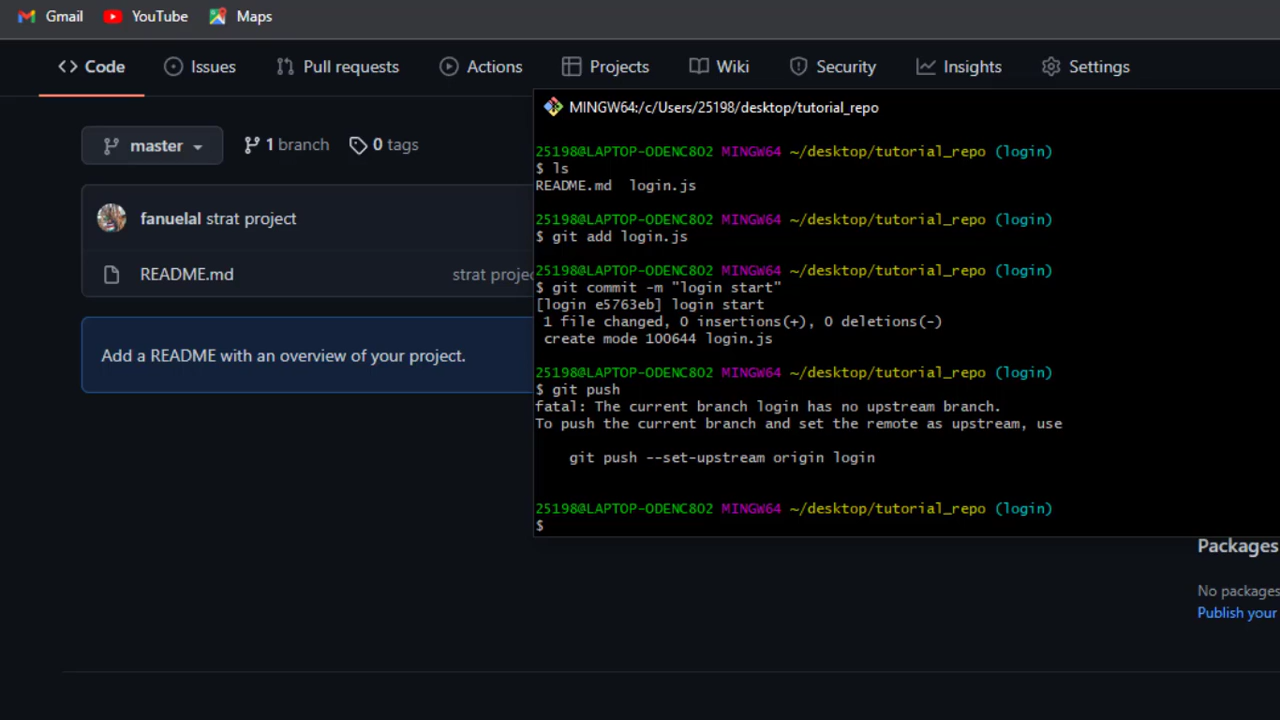 Gmail YouTube Maps
Code Issues Pull requests Actions Projects Wiki Security Insights Settings
master 1 branch 0 tags
fanuelal strat project
README.md strat projec
Add a README with an overview of your project.
MINGW64:/c/Users/25198/desktop/tutorial_repo
25198@LAPTOP-ODENC8O2 MINGW64 ~/desktop/tutorial_repo (login)
$ ls
README.md  login.js
25198@LAPTOP-ODENC8O2 MINGW64 ~/desktop/tutorial_repo (login)
$ git add login.js
25198@LAPTOP-ODENC8O2 MINGW64 ~/desktop/tutorial_repo (login)
$ git commit -m "login start"
[login e5763eb] login start
1 file changed, 0 insertions(+), 0 deletions(-)
create mode 100644 login.js
25198@LAPTOP-ODENC8O2 MINGW64 ~/desktop/tutorial_repo (login)
$ git push
fatal: The current branch login has no upstream branch.
To push the current branch and set the remote as upstream, use
git push --set-upstream origin login
25198@LAPTOP-ODENC8O2 MINGW64 ~/desktop/tutorial_repo (login)
$
Packages
No packages
Publish your